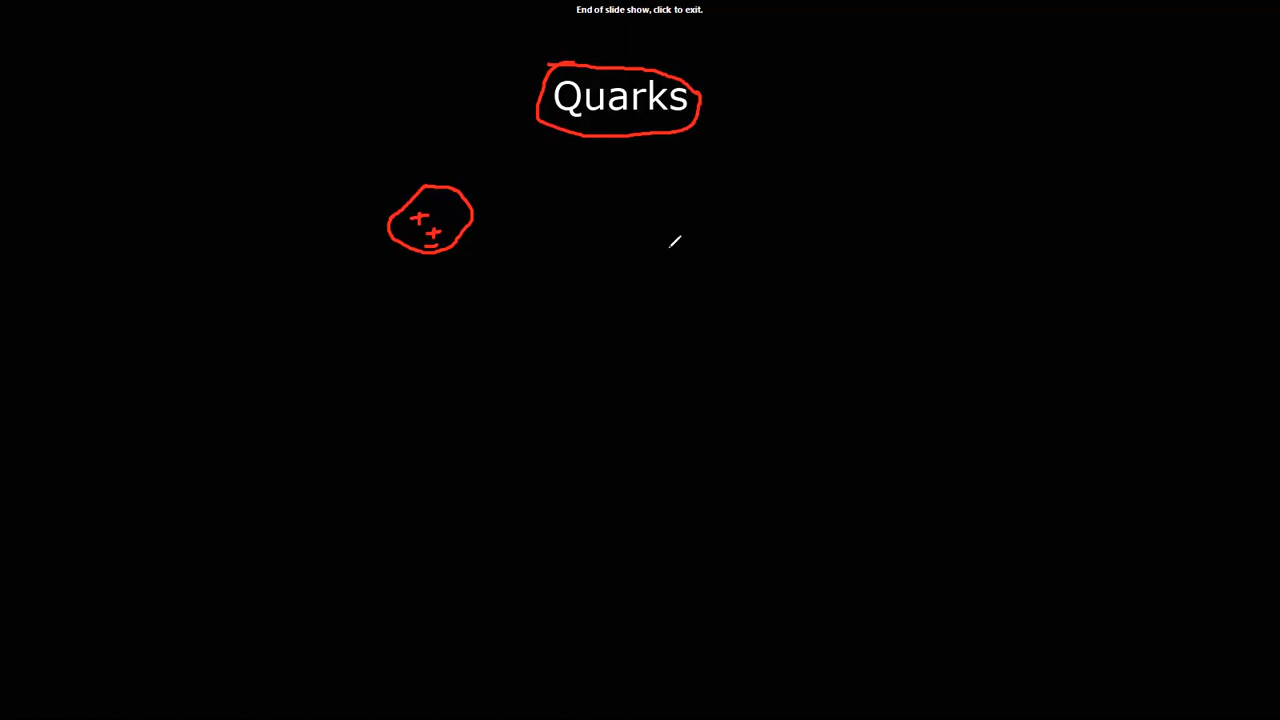 End of slide show, click to exit.
Quarks
+
+
−